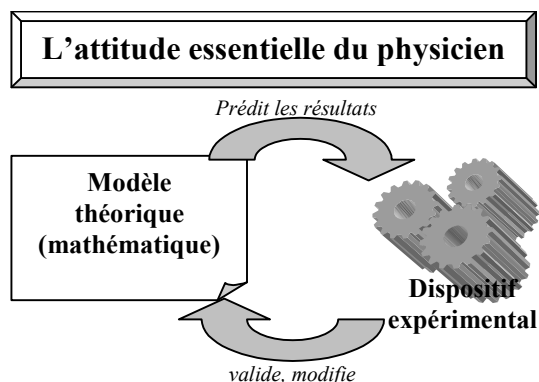 L'attitude essentielle du physicien
Prédit les résultats
Modèle
théorique
(mathématique)
Dispositif
expérimental
valide, modifie